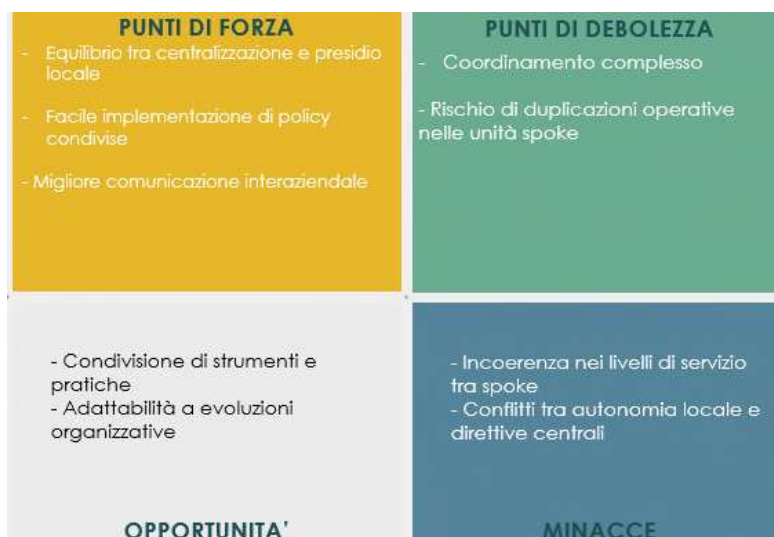 PUNTI DI FORZA
- Equilibrio tra centralizzazione e presidio
locale
- Facile implementazione di policy
condivise
- Migliore comunicazione interaziendale
PUNTI DI DEBOLEZZA
- Coordinamento complesso
- Rischio di duplicazioni operative
nelle unità spoke
- Condivisione di strumenti e
pratiche
- Adattabilità a evoluzioni
organizzative
OPPORTUNITA'
- Incoerenza nei livelli di servizio
tra spoke
- Conflitti tra autonomia locale e
direttive centrali
MINACCE